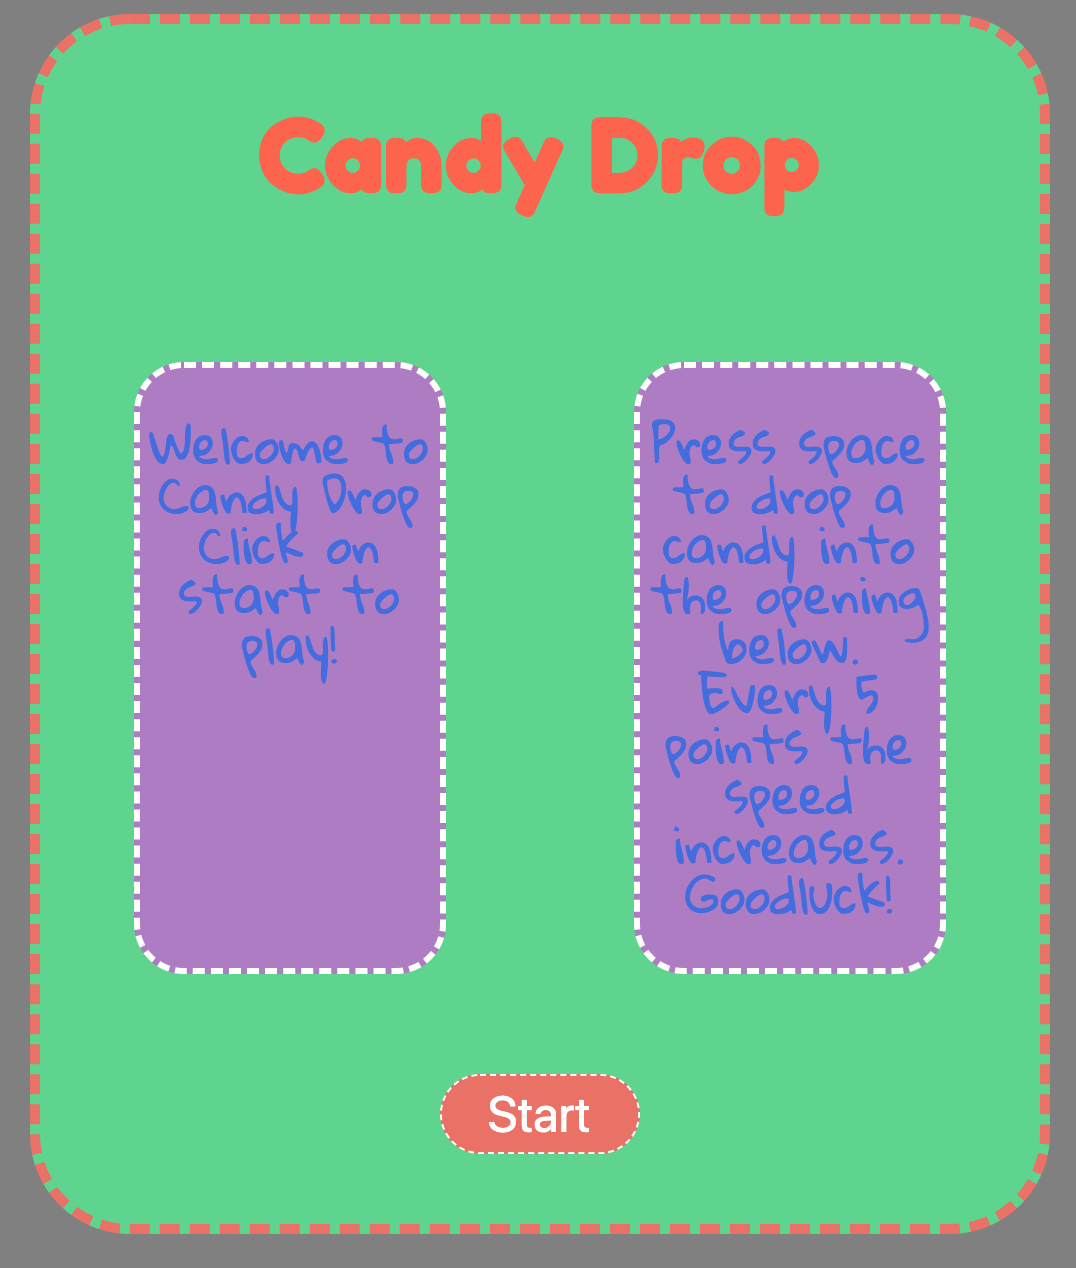 Candy Drop
Welcome to
Candy Drop
Click on
start to
play!
Press space
to drop a
candy into
the opening
below.
Every 5
points the
speed
increases.
Goodluck!
Start